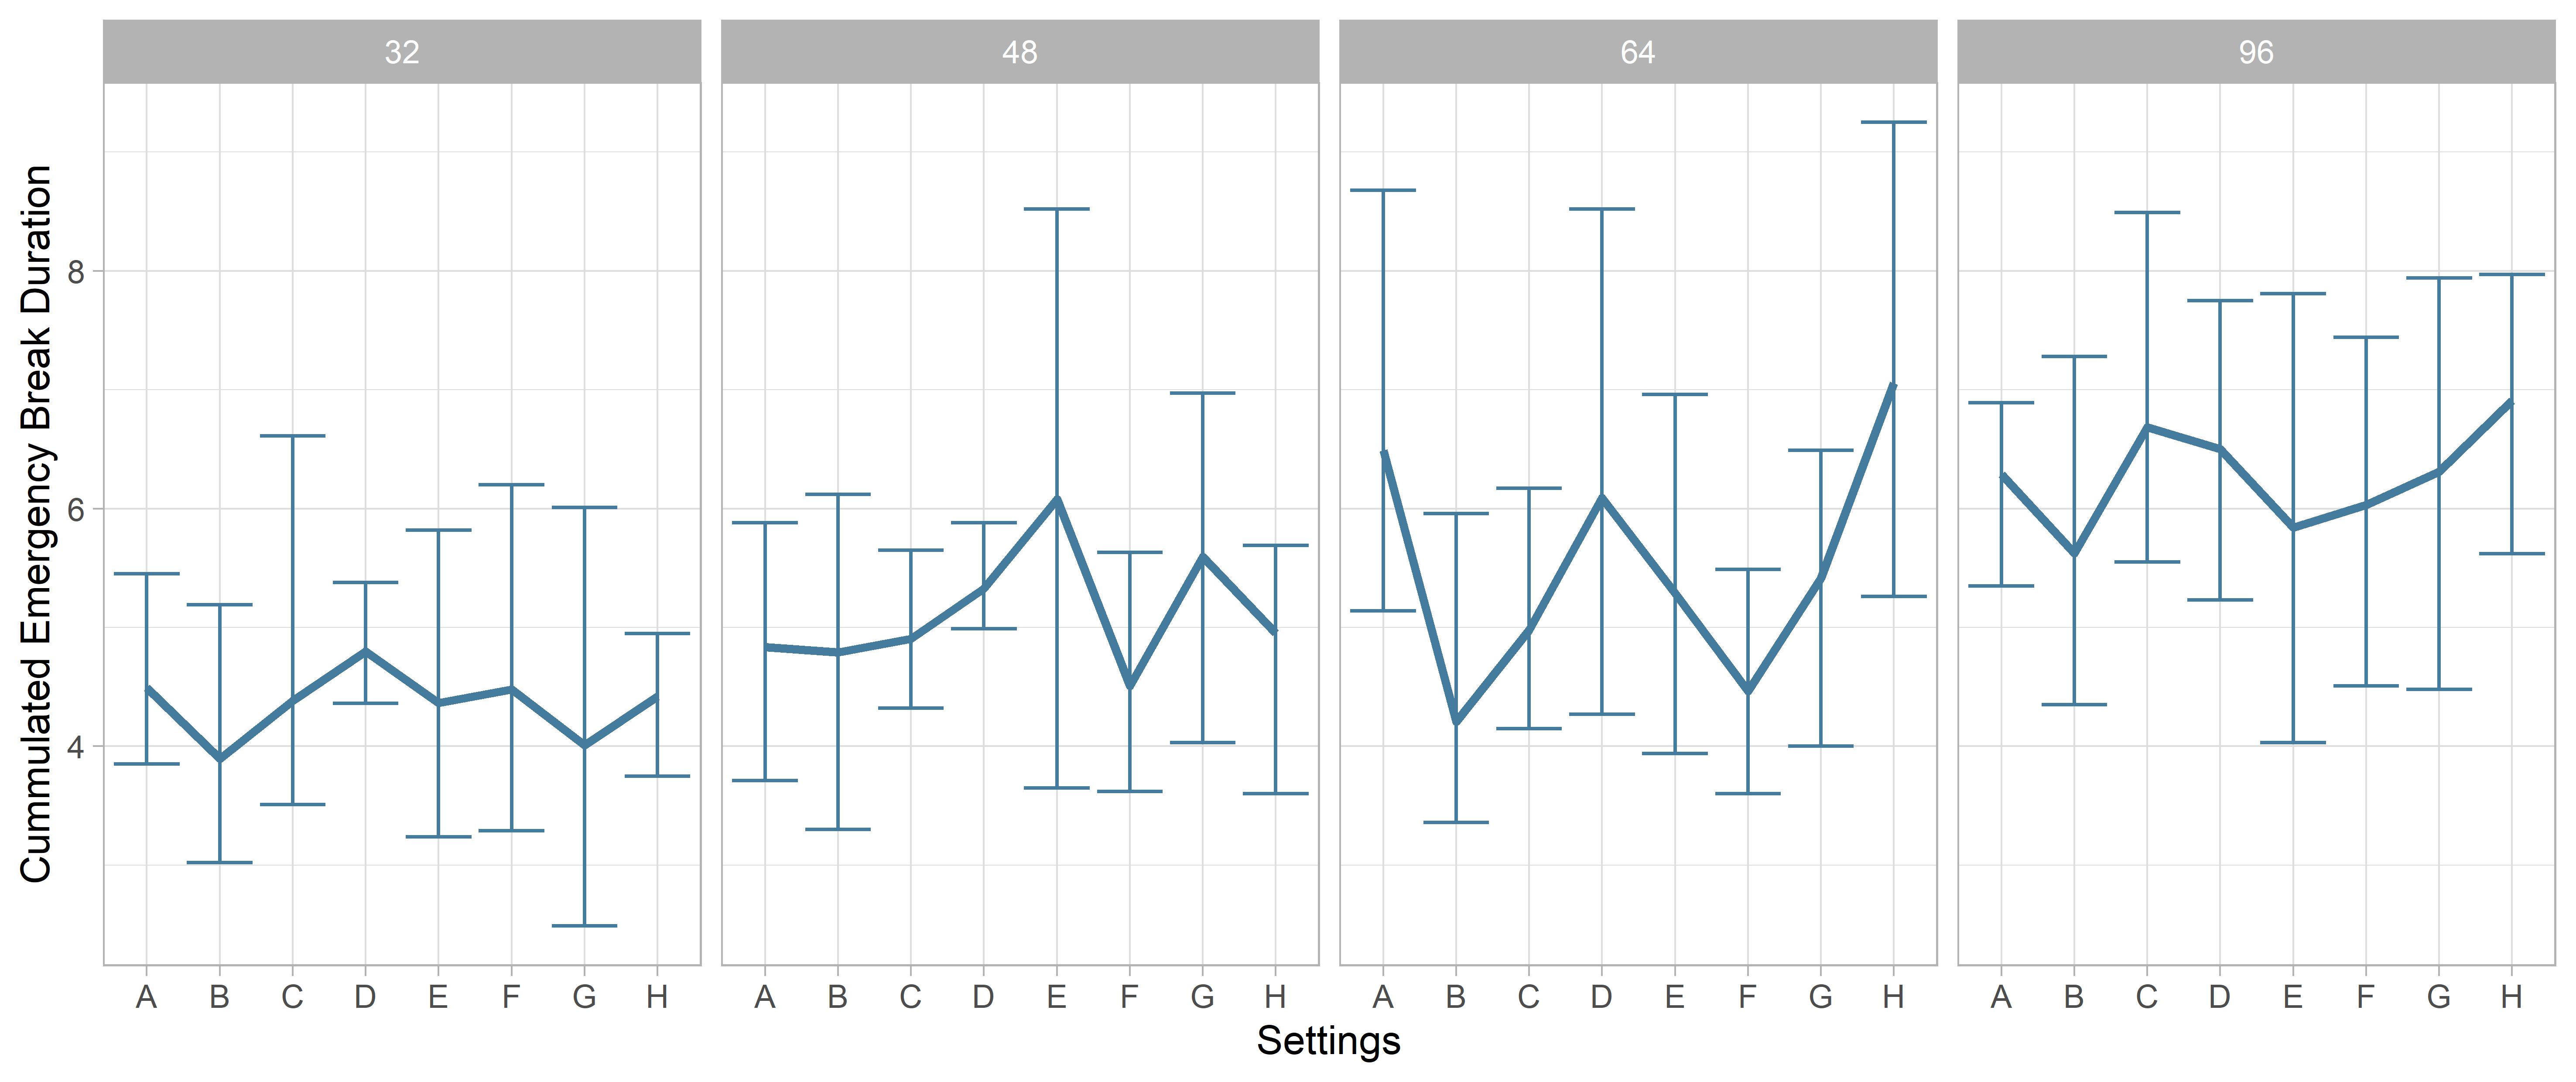 32 48 64 96
Cummulated Emergency Break Duration
8
6
4
A B C D E F G H A B C D E F G H A B C D E F G H A B C D E F G H
Settings